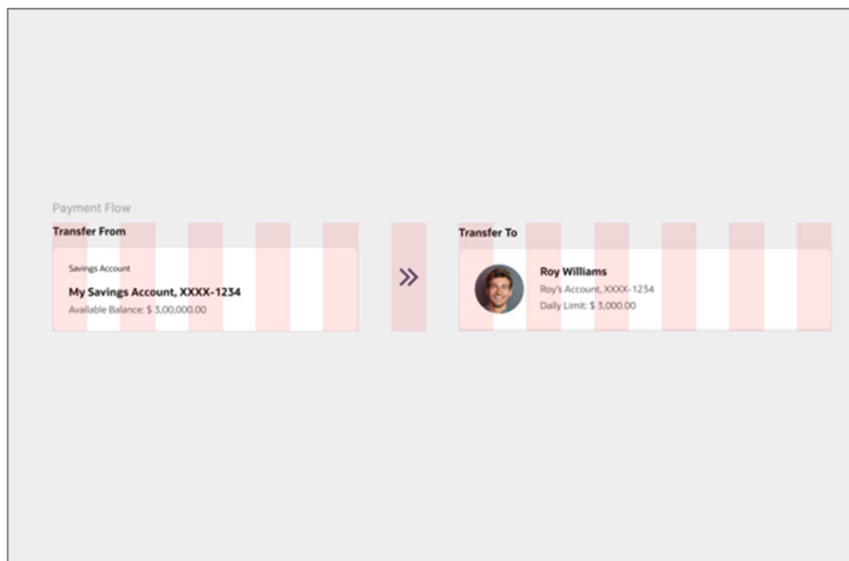 Payment Flow
Transfer From
Savings Account
My Savings Account, XXXX-1234
Available Balance: $ 3,00,000.00
Transfer To
Roy Williams
Roy's Account, XXXX-1234
Daily Limit: $ 3,000.00